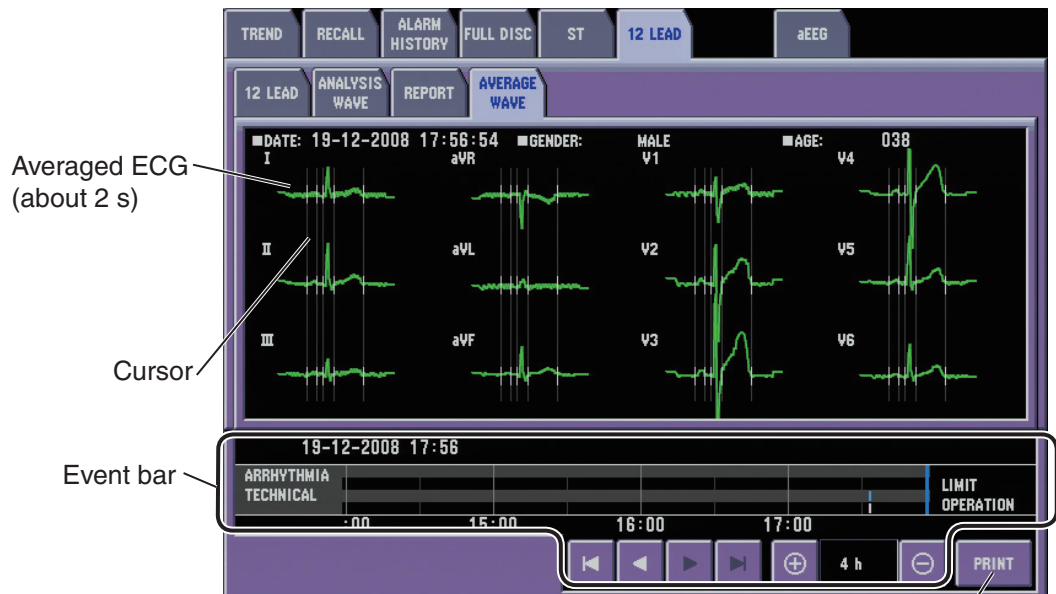 TREND RECALL ALARM HISTORY FULL DISC ST 12 LEAD aEEG
12 LEAD ANALYSIS WAVE REPORT AVERAGE WAVE
■DATE: 19-12-2008 17:56:54 ■GENDER: MALE ■AGE: 038
I aVR V1 V4
Averaged ECG
(about 2 s)
II aVL V2 V5
III aVF V3 V6
Cursor
19-12-2008 17:56
Event bar
ARRHYTHMIA LIMIT
TECHNICAL OPERATION
:00 15:00 16:00 17:00
4 h PRINT